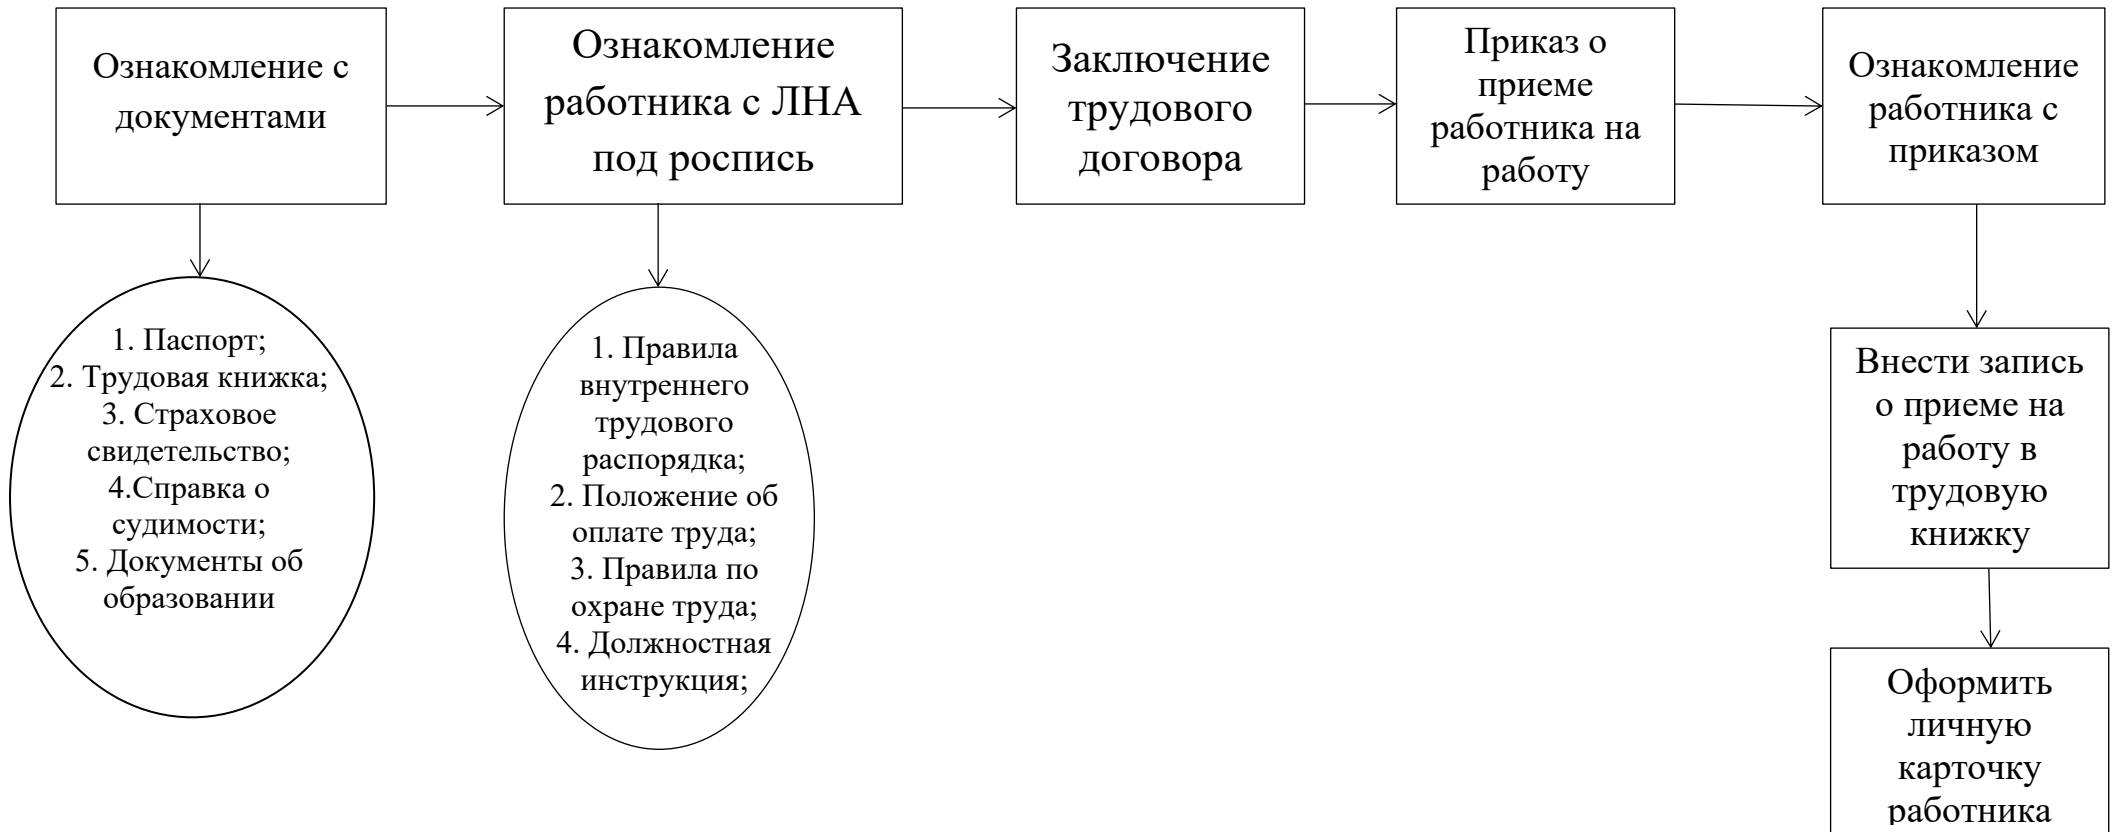 Ознакомление с
документами
Ознакомление
работника с ЛНА
под роспись
Заключение
трудового
договора
Приказ о
приеме
работника на
работу
Ознакомление
работника с
приказом
1. Паспорт;
2. Трудовая книжка;
3. Страховое
свидетельство;
4.Справка о
судимости;
5. Документы об
образовании
1. Правила
внутреннего
трудового
распорядка;
2. Положение об
оплате труда;
3. Правила по
охране труда;
4. Должностная
инструкция;
Внести запись
о приеме на
работу в
трудовую
книжку
Оформить
личную
карточку
работника